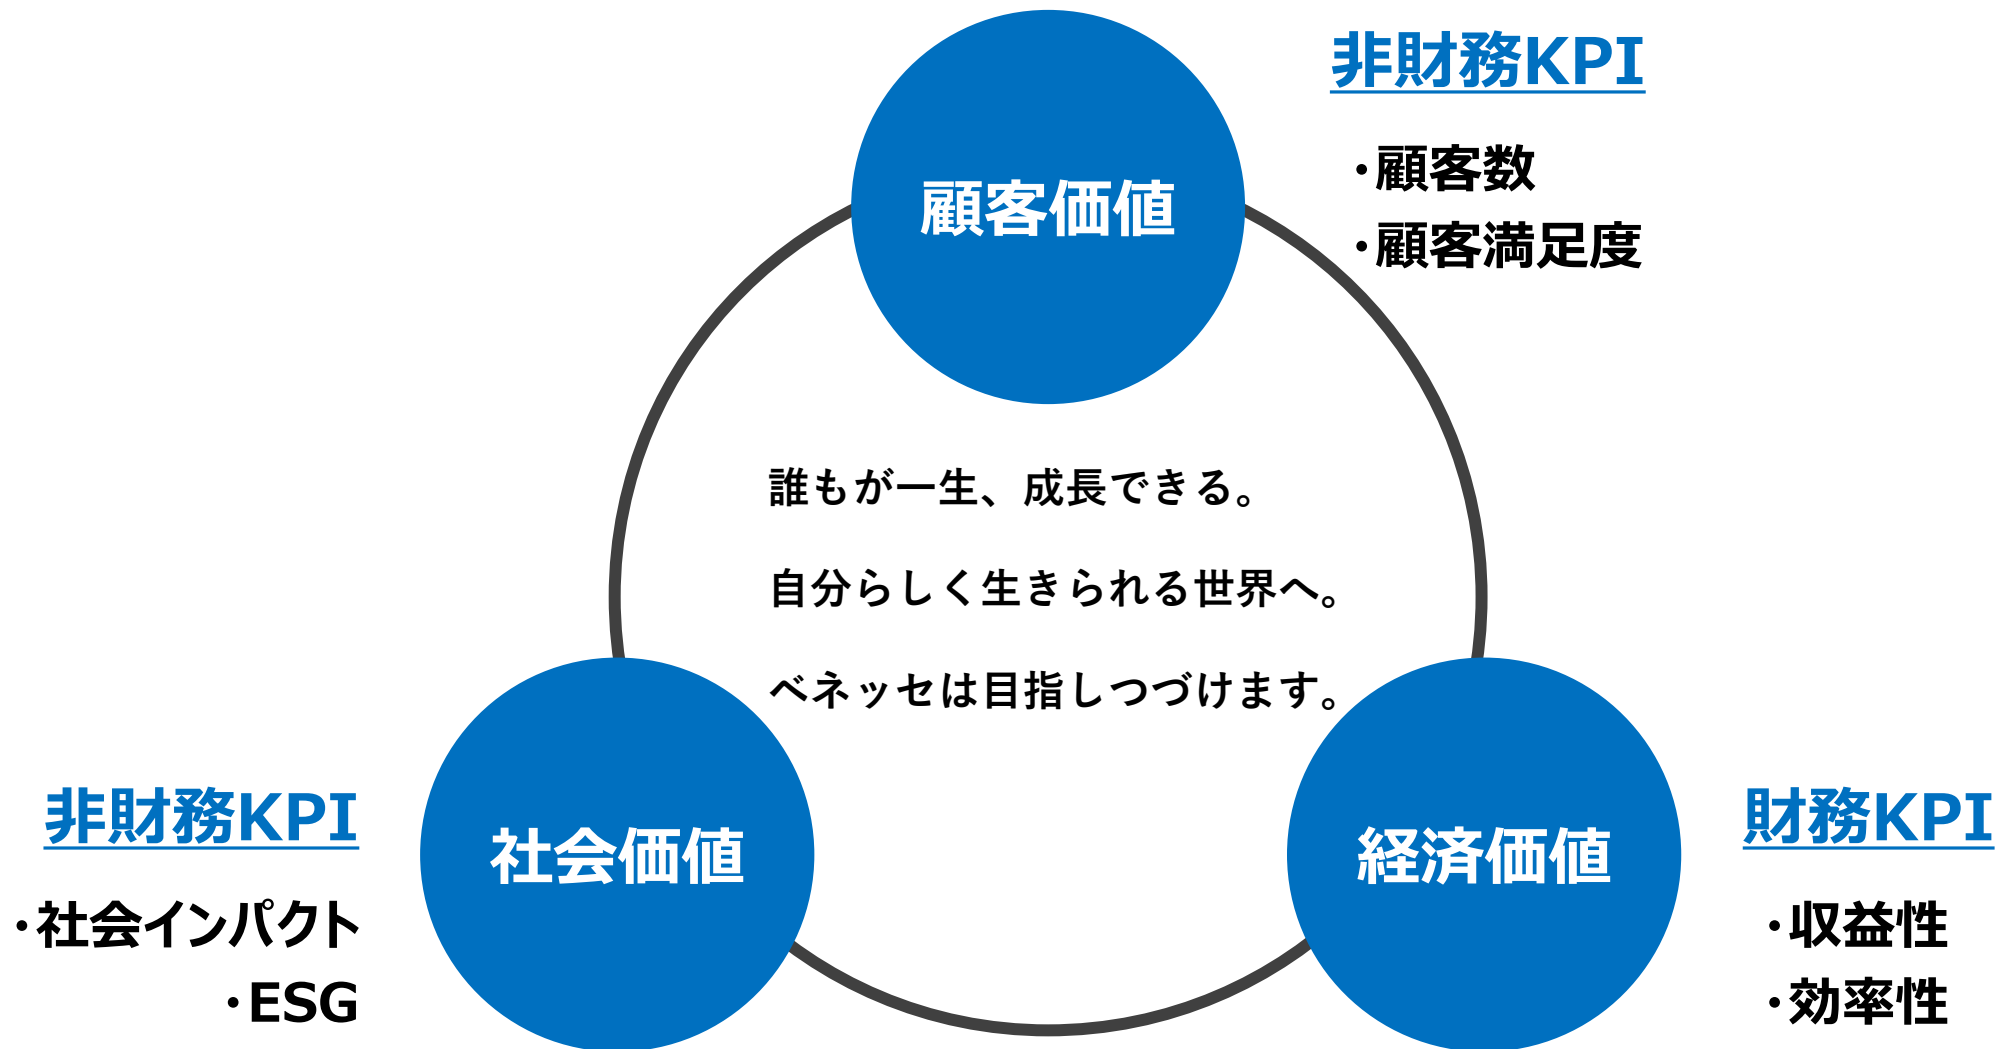 非財務KPI
・顧客数
・顧客満足度
顧客価値
誰もが一生、成長できる。
自分らしく生きられる世界へ。
ベネッセは目指しつづけます。
非財務KPI
・社会インパクト
・ESG
社会価値
経済価値
財務KPI
・収益性
・効率性